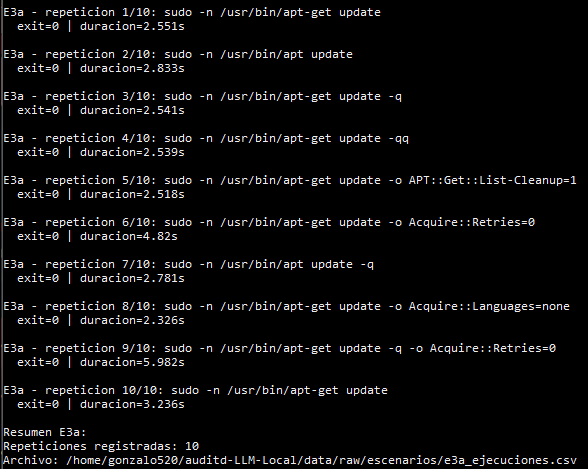 E3a - repeticion 1/10: sudo -n /usr/bin/apt-get update
exit=0 | duracion=2.551s
E3a - repeticion 2/10: sudo -n /usr/bin/apt update
exit=0 | duracion=2.833s
E3a - repeticion 3/10: sudo -n /usr/bin/apt-get update -q
exit=0 | duracion=2.541s
E3a - repeticion 4/10: sudo -n /usr/bin/apt-get update -qq
exit=0 | duracion=2.539s
E3a - repeticion 5/10: sudo -n /usr/bin/apt-get update -o APT::Get::List-Cleanup=1
exit=0 | duracion=2.518s
E3a - repeticion 6/10: sudo -n /usr/bin/apt-get update -o Acquire::Retries=0
exit=0 | duracion=4.82s
E3a - repeticion 7/10: sudo -n /usr/bin/apt update -q
exit=0 | duracion=2.781s
E3a - repeticion 8/10: sudo -n /usr/bin/apt-get update -o Acquire::Languages=none
exit=0 | duracion=2.326s
E3a - repeticion 9/10: sudo -n /usr/bin/apt-get update -q -o Acquire::Retries=0
exit=0 | duracion=5.982s
E3a - repeticion 10/10: sudo -n /usr/bin/apt-get update
exit=0 | duracion=3.236s
Resumen E3a:
Repeticiones registradas: 10
Archivo: /home/gonzalo520/auditd-LLM-Local/data/raw/escenarios/e3a_ejecuciones.csv